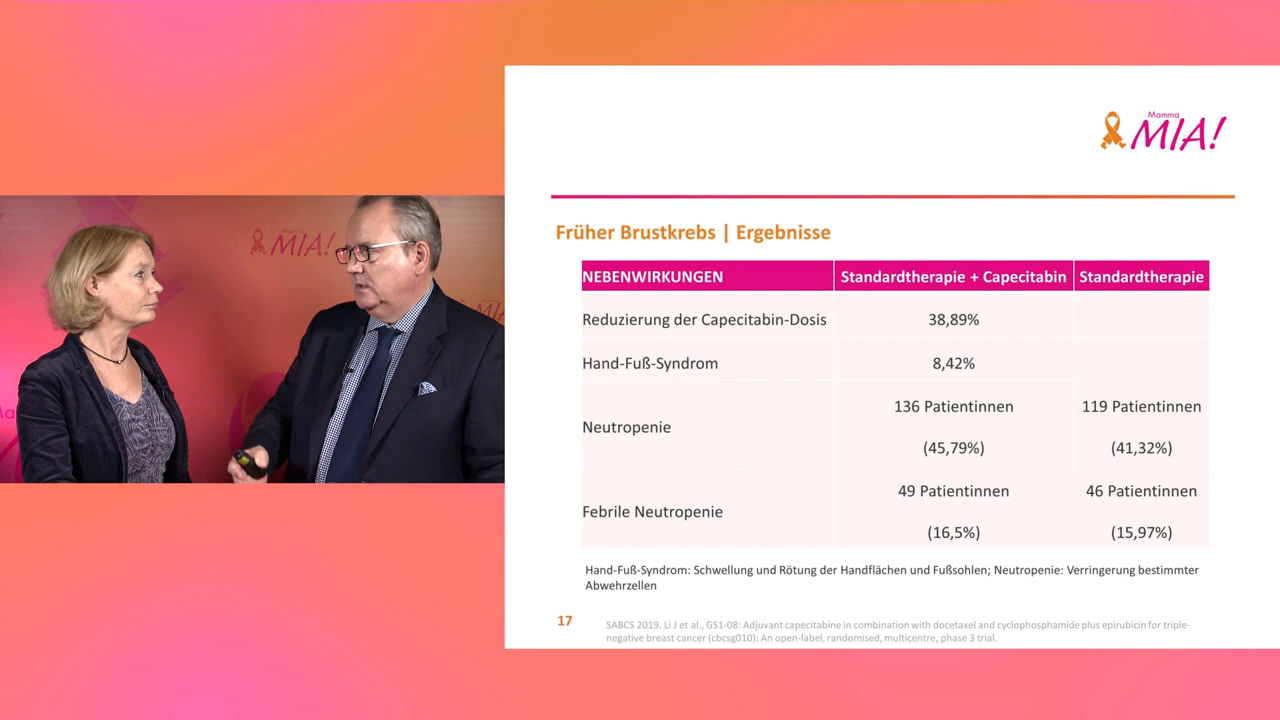 Mamma
MIA!
MIA!
Früher Brustkrebs | Ergebnisse
NEBENWIRKUNGEN Standardtherapie + Capecitabin Standardtherapie
Reduzierung der Capecitabin-Dosis 38,89%
Hand-Fuß-Syndrom 8,42%
Neutropenie 136 Patientinnen (45,79%) 119 Patientinnen (41,32%)
Febrile Neutropenie 49 Patientinnen (16,5%) 46 Patientinnen (15,97%)
Hand-Fuß-Syndrom: Schwellung und Rötung der Handflächen und Fußsohlen; Neutropenie: Verringerung bestimmter
Abwehrzellen
17
SABCS 2019. Li J et al., GS1-08: Adjuvant capecitabine in combination with docetaxel and cyclophosphamide plus epirubicin for triple-
negative breast cancer (cbcsg010): An open-label, randomised, multicentre, phase 3 trial.